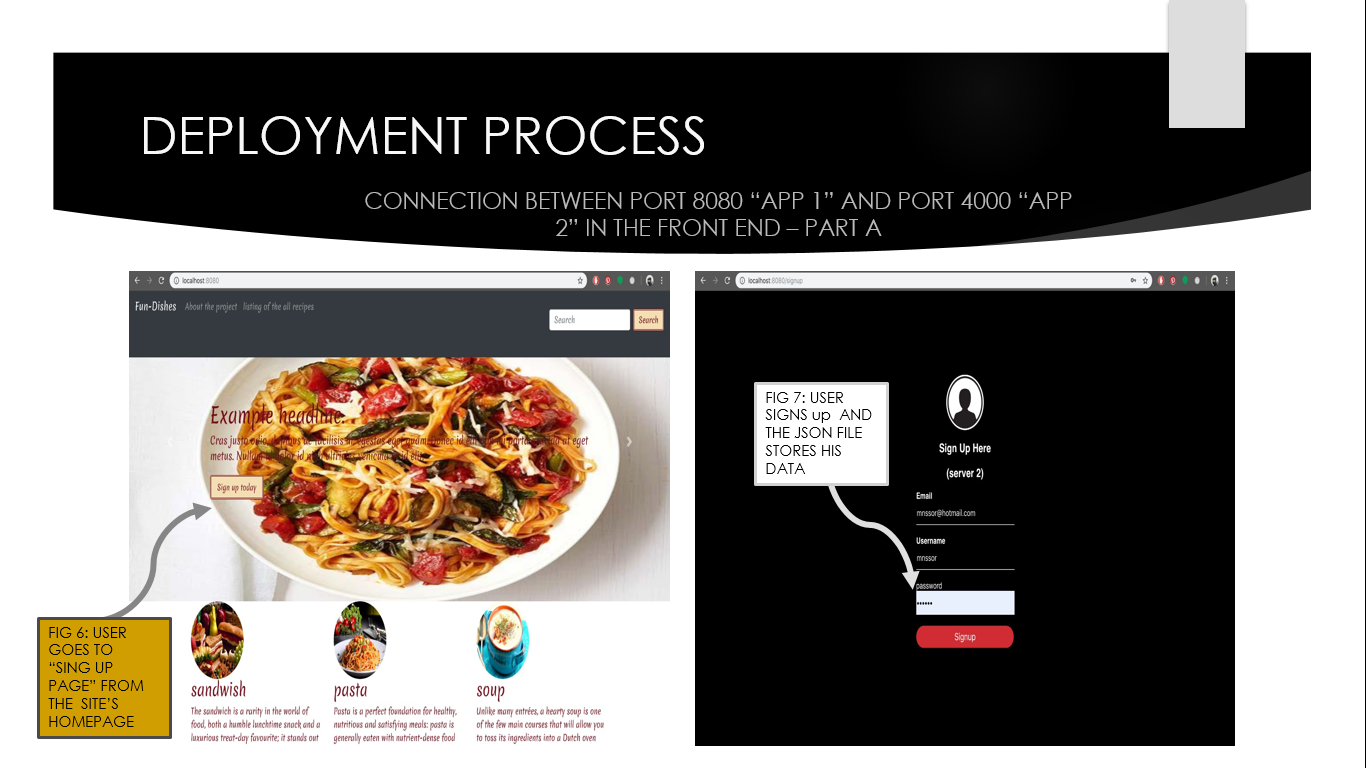 DEPLOYMENT PROCESS
CONNECTION BETWEEN PORT 8080 “APP 1” AND PORT 4000 “APP
2” IN THE FRONT END – PART A
localhost:8080
Fun-Dishes About the project listing of the all recipes
Search Search
Example headline.
Cras justo odio, dapibus ac facilisis in, egestas eget quam. Donec id elit non mi porta gravida at eget
metus. Nullam id dolor id nibh ultricies vehicula ut id elit.
Sign up today
FIG 6: USER
GOES TO
“SING UP
PAGE” FROM
THE SITE’S
HOMEPAGE
sandwish
The sandwich is a rarity in the world of
food, both a humble lunchtime snack and a
luxurious treat-day favourite; it stands out
pasta
Pasta is a perfect foundation for healthy,
nutritious and satisfying meals: pasta is
generally eaten with nutrient-dense food
soup
Unlike many entrées, a hearty soup is one
of the few main courses that will allow you
to toss its ingredients into a Dutch oven
localhost:8080/signup
FIG 7: USER
SIGNS up AND
THE JSON FILE
STORES HIS
DATA
Sign Up Here
(server 2)
Email
mnssor@hotmail.com
Username
mnssor
password
••••••
Signup